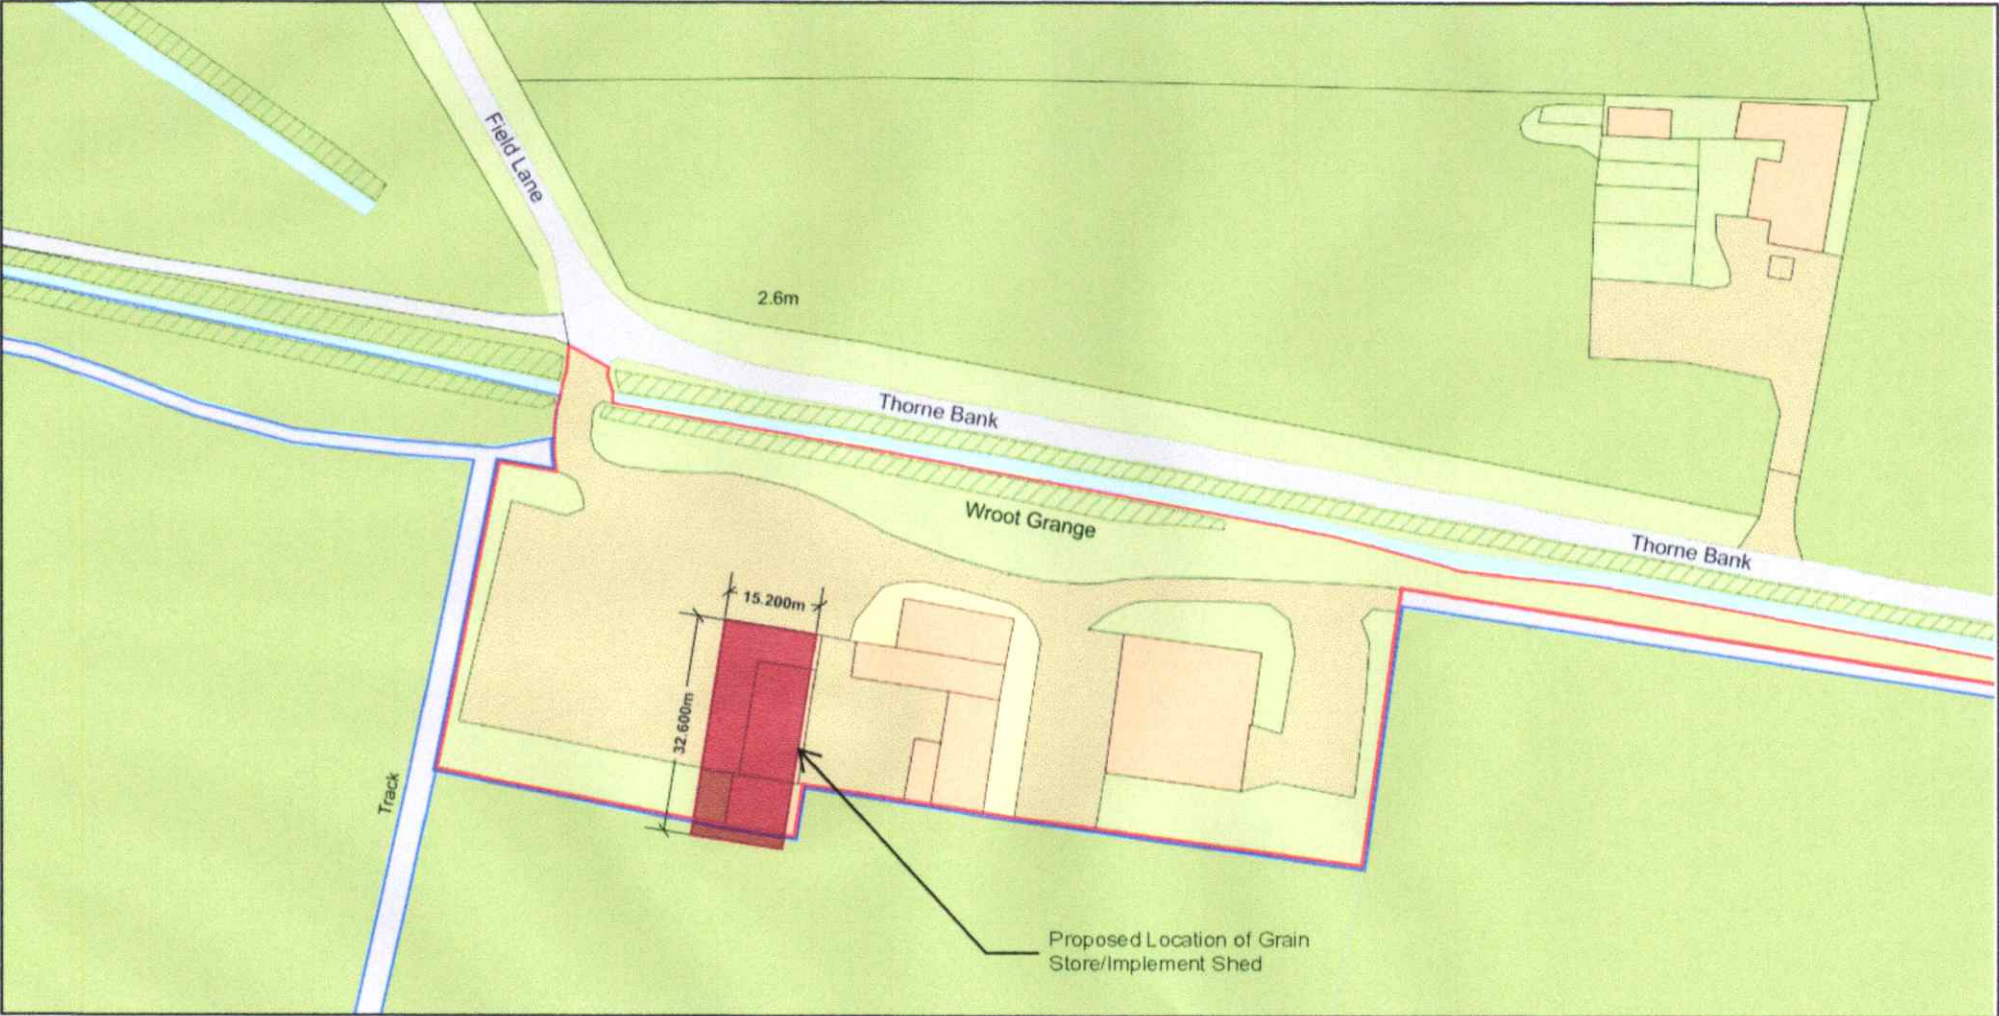 Field Lane
2.6m
Thorne Bank
Wroot Grange
Thorne Bank
15.200m
32.600m
Track
Proposed Location of Grain
Store/Implement Shed